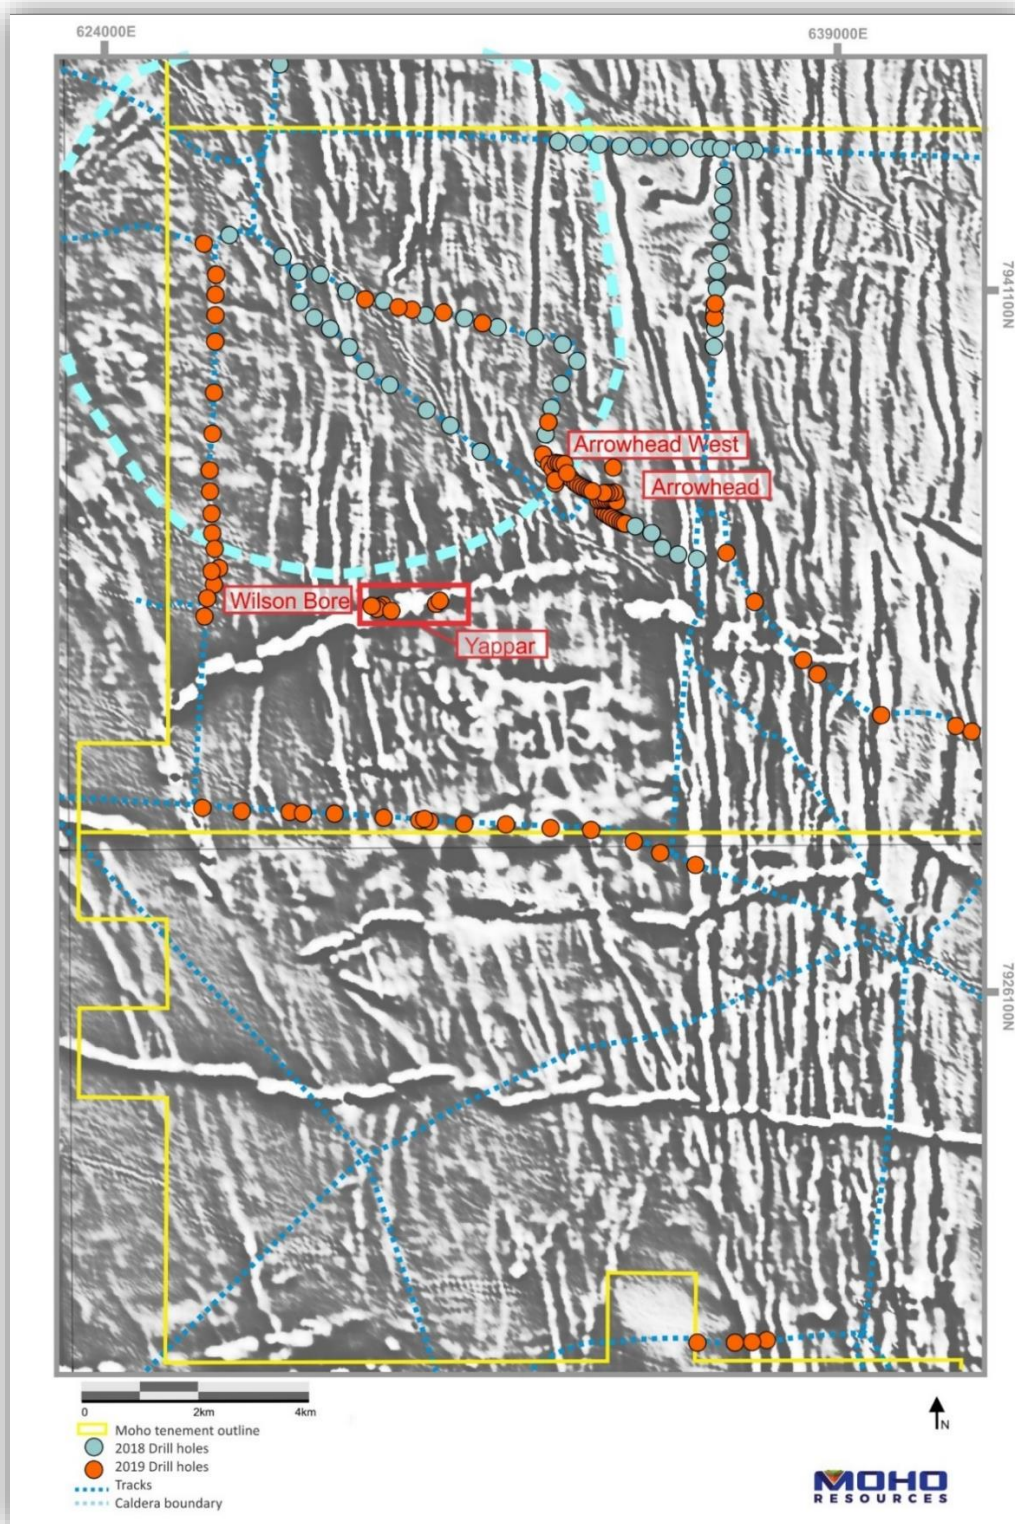 624000E
639000E
7941100N
Arrowhead West
Arrowhead
Wilson Bore
Yappar
7926100N
0
2km
4km
N
Moho tenement outline
2018 Drill holes
2019 Drill holes
Tracks
Caldera boundary
MOHO
RESOURCES